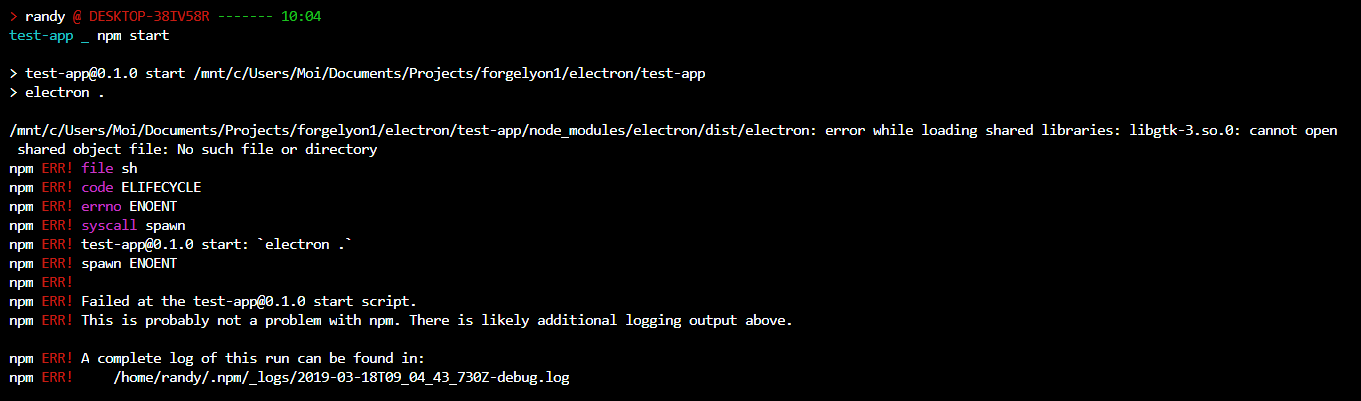 > randy @ DESKTOP-38IV58R ------- 10:04
test-app _ npm start
> test-app@0.1.0 start /mnt/c/Users/Moi/Documents/Projects/forgelyon1/electron/test-app
> electron .
/mnt/c/Users/Moi/Documents/Projects/forgelyon1/electron/test-app/node_modules/electron/dist/electron: error while loading shared libraries: libgtk-3.so.0: cannot open
shared object file: No such file or directory
npm ERR! file sh
npm ERR! code ELIFECYCLE
npm ERR! errno ENOENT
npm ERR! syscall spawn
npm ERR! test-app@0.1.0 start: `electron .`
npm ERR! spawn ENOENT
npm ERR!
npm ERR! Failed at the test-app@0.1.0 start script.
npm ERR! This is probably not a problem with npm. There is likely additional logging output above.
npm ERR! A complete log of this run can be found in:
npm ERR!     /home/randy/.npm/_logs/2019-03-18T09_04_43_730Z-debug.log